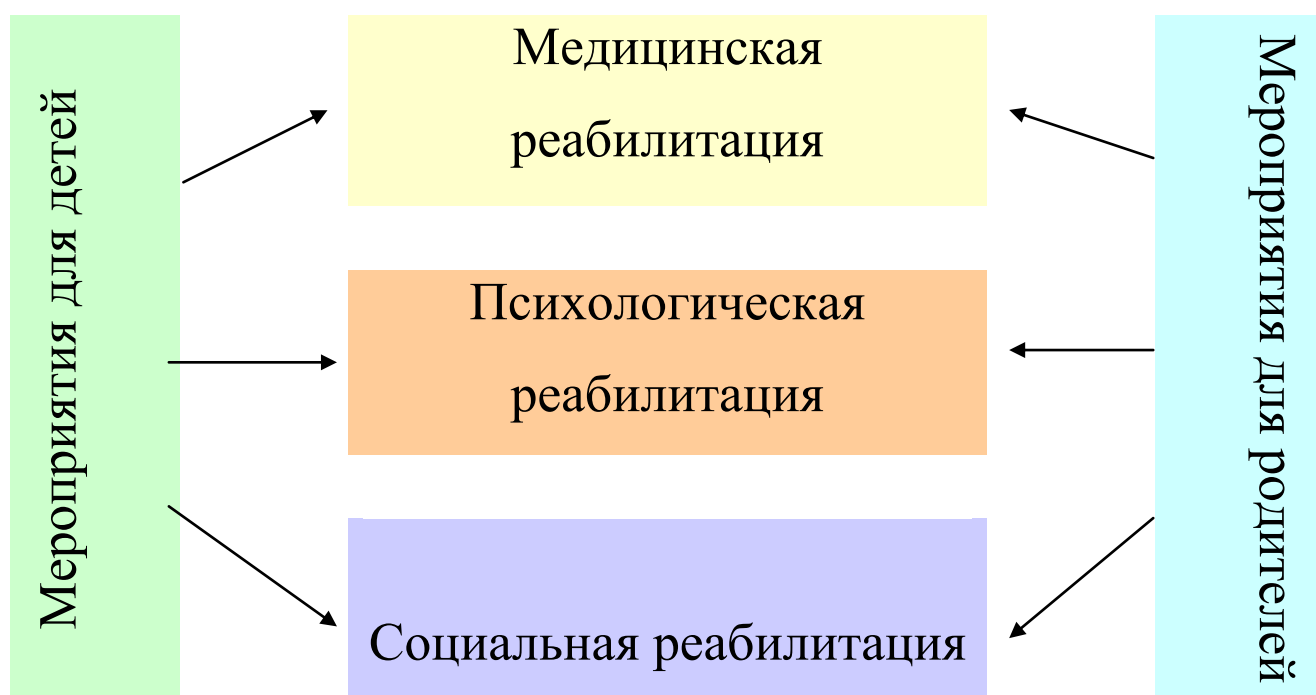 Мероприятия для детей
Медицинская
реабилитация
Психологическая
реабилитация
Социальная реабилитация
Мероприятия для родителей